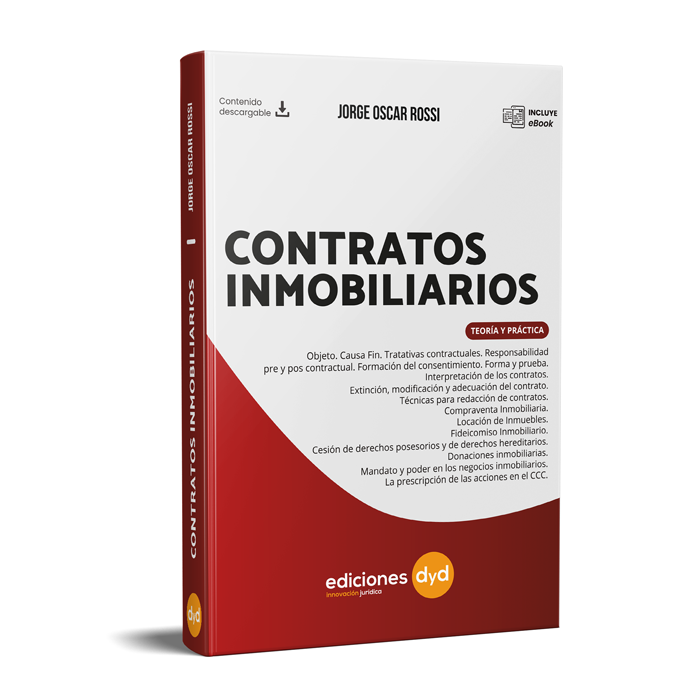 Contenido
descargable
JORGE OSCAR ROSSI
INCLUYE
eBook
CONTRATOS
INMOBILIARIOS
TEORÍA Y PRÁCTICA
Objeto. Causa Fin. Tratativas contractuales. Responsabilidad
pre y pos contractual. Formación del consentimiento. Forma y prueba.
Interpretación de los contratos.
Extinción, modificación y adecuación del contrato.
Técnicas para redacción de contratos.
Compraventa Inmobiliaria.
Locación de Inmuebles.
Fideicomiso Inmobiliario.
Cesión de derechos posesorios y de derechos hereditarios.
Donaciones inmobiliarias.
Mandato y poder en los negocios inmobiliarios.
La prescripción de las acciones en el CCC.
ediciones dyd
innovación jurídica
JORGE OSCAR ROSSI
CONTRATOS INMOBILIARIOS
dyd